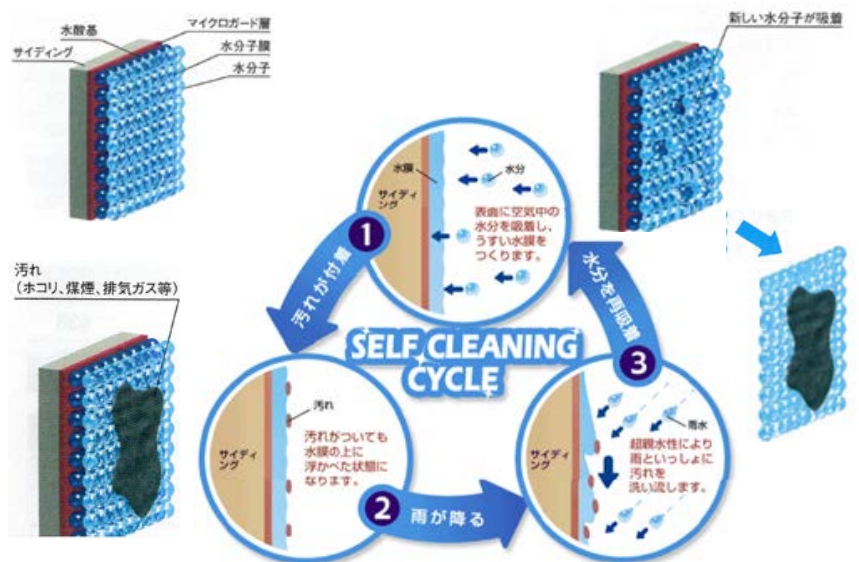 マイクロガード層
水酸基
サイディング
水分子膜
水分子
新しい水分子が吸着
水膜
水分
サイディ
ング
表面に空気中の
水分を吸着し、
うすい水膜を
つくります。
1
汚れが付着
汚れ
（ホコリ、煤煙、排気ガス等）
SELF CLEANING
CYCLE
水分を再吸着
3
汚れ
サイディ
ング
汚れがついても
水膜の上に
浮かべた状態に
なります。
2
雨が降る
雨水
サイディ
ング
超親水性により
雨といっしょに
汚れを
洗い流します。